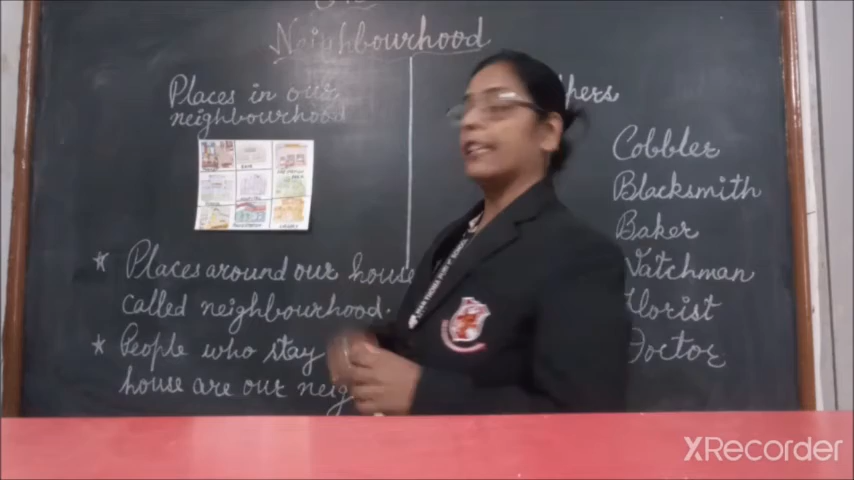 Neighbourhood
Places in our
neighbourhood
* Places around our house
called neighbourhood.
* People who stay
house are our
Cobbler
Blacksmith
Baker
Watchman
Florist
Doctor
XRecorder